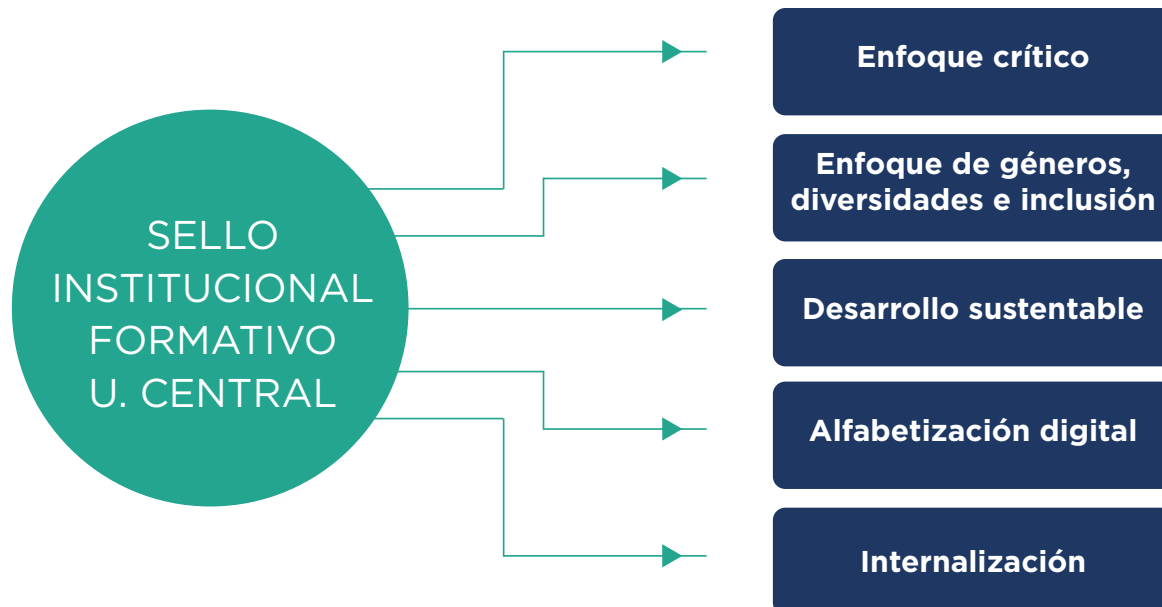 SELLO
INSTITUCIONAL
FORMATIVO
U. CENTRAL
Enfoque crítico
Enfoque de géneros,
diversidades e inclusión
Desarrollo sustentable
Alfabetización digital
Internalización